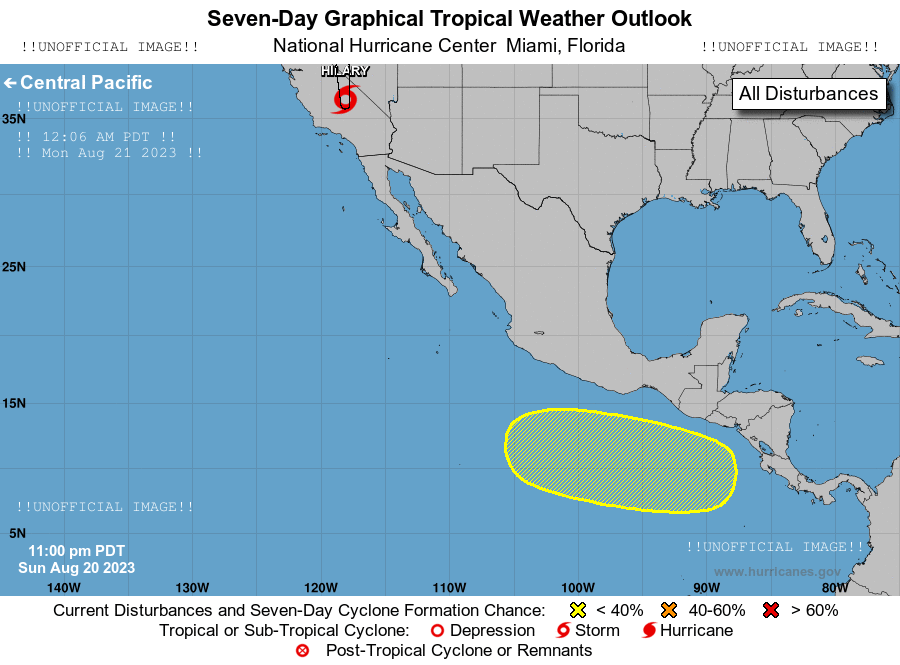 Seven-Day Graphical Tropical Weather Outlook
!!UNOFFICIAL IMAGE!! National Hurricane Center Miami, Florida !!UNOFFICIAL IMAGE!!
HILARY
← Central Pacific
All Disturbances
!!UNOFFICIAL IMAGE!!
35N
!! 12:06 AM PDT !!
!! Mon Aug 21 2023 !!
25N
15N
!!UNOFFICIAL IMAGE!!
5N
!!UNOFFICIAL IMAGE!!
11:00 pm PDT
Sun Aug 20 2023
www.hurricanes.gov
140W 130W 120W 110W 100W 90W 80W
Current Disturbances and Seven-Day Cyclone Formation Chance: < 40% 40-60% > 60%
Tropical or Sub-Tropical Cyclone: Depression Storm Hurricane
Post-Tropical Cyclone or Remnants